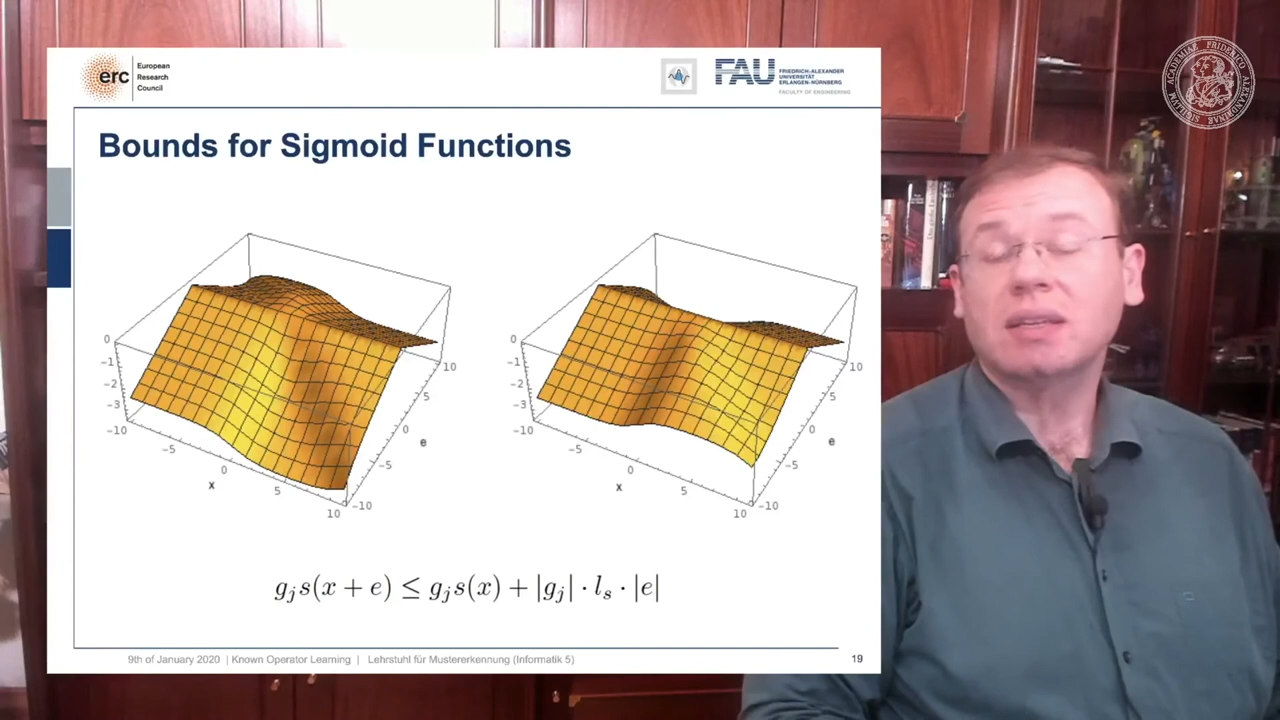 erc
European
Research
Council
FAU
FRIEDRICH-ALEXANDER
UNIVERSITÄT
ERLANGEN-NÜRNBERG
FACULTY OF ENGINEERING
Bounds for Sigmoid Functions
0
−1
−2
−3
−10
−5
0
5
10
x
−10
−5
0
5
10
e
0
−1
−2
−3
−10
−5
0
5
10
x
−10
−5
0
5
10
e
g_j s(x + e) ≤ g_j s(x) + |g_j| · l_s · |e|
9th of January 2020 | Known Operator Learning | Lehrstuhl für Mustererkennung (Informatik 5)
19